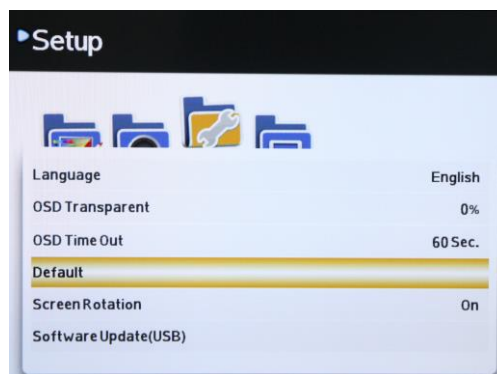 Setup
Language English
OSD Transparent 0%
OSD Time Out 60 Sec.
Default
Screen Rotation On
Software Update(USB)